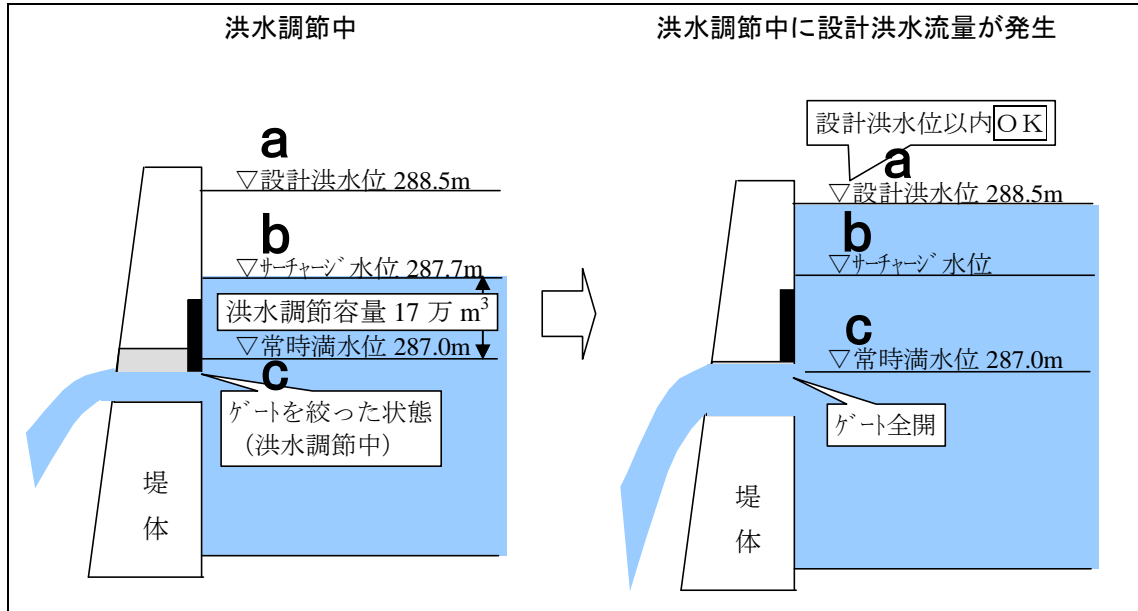 洪水調節中
a
▽設計洪水位 288.5m
b
▽サーチャージ水位 287.7m
洪水調節容量 17 万 m³
▽常時満水位 287.0m
c
ゲートを絞った状態
（洪水調節中）
堤
体
洪水調節中に設計洪水流量が発生
設計洪水位以内OK
a
▽設計洪水位 288.5m
b
▽サーチャージ水位
c
▽常時満水位 287.0m
ゲート全開
堤
体